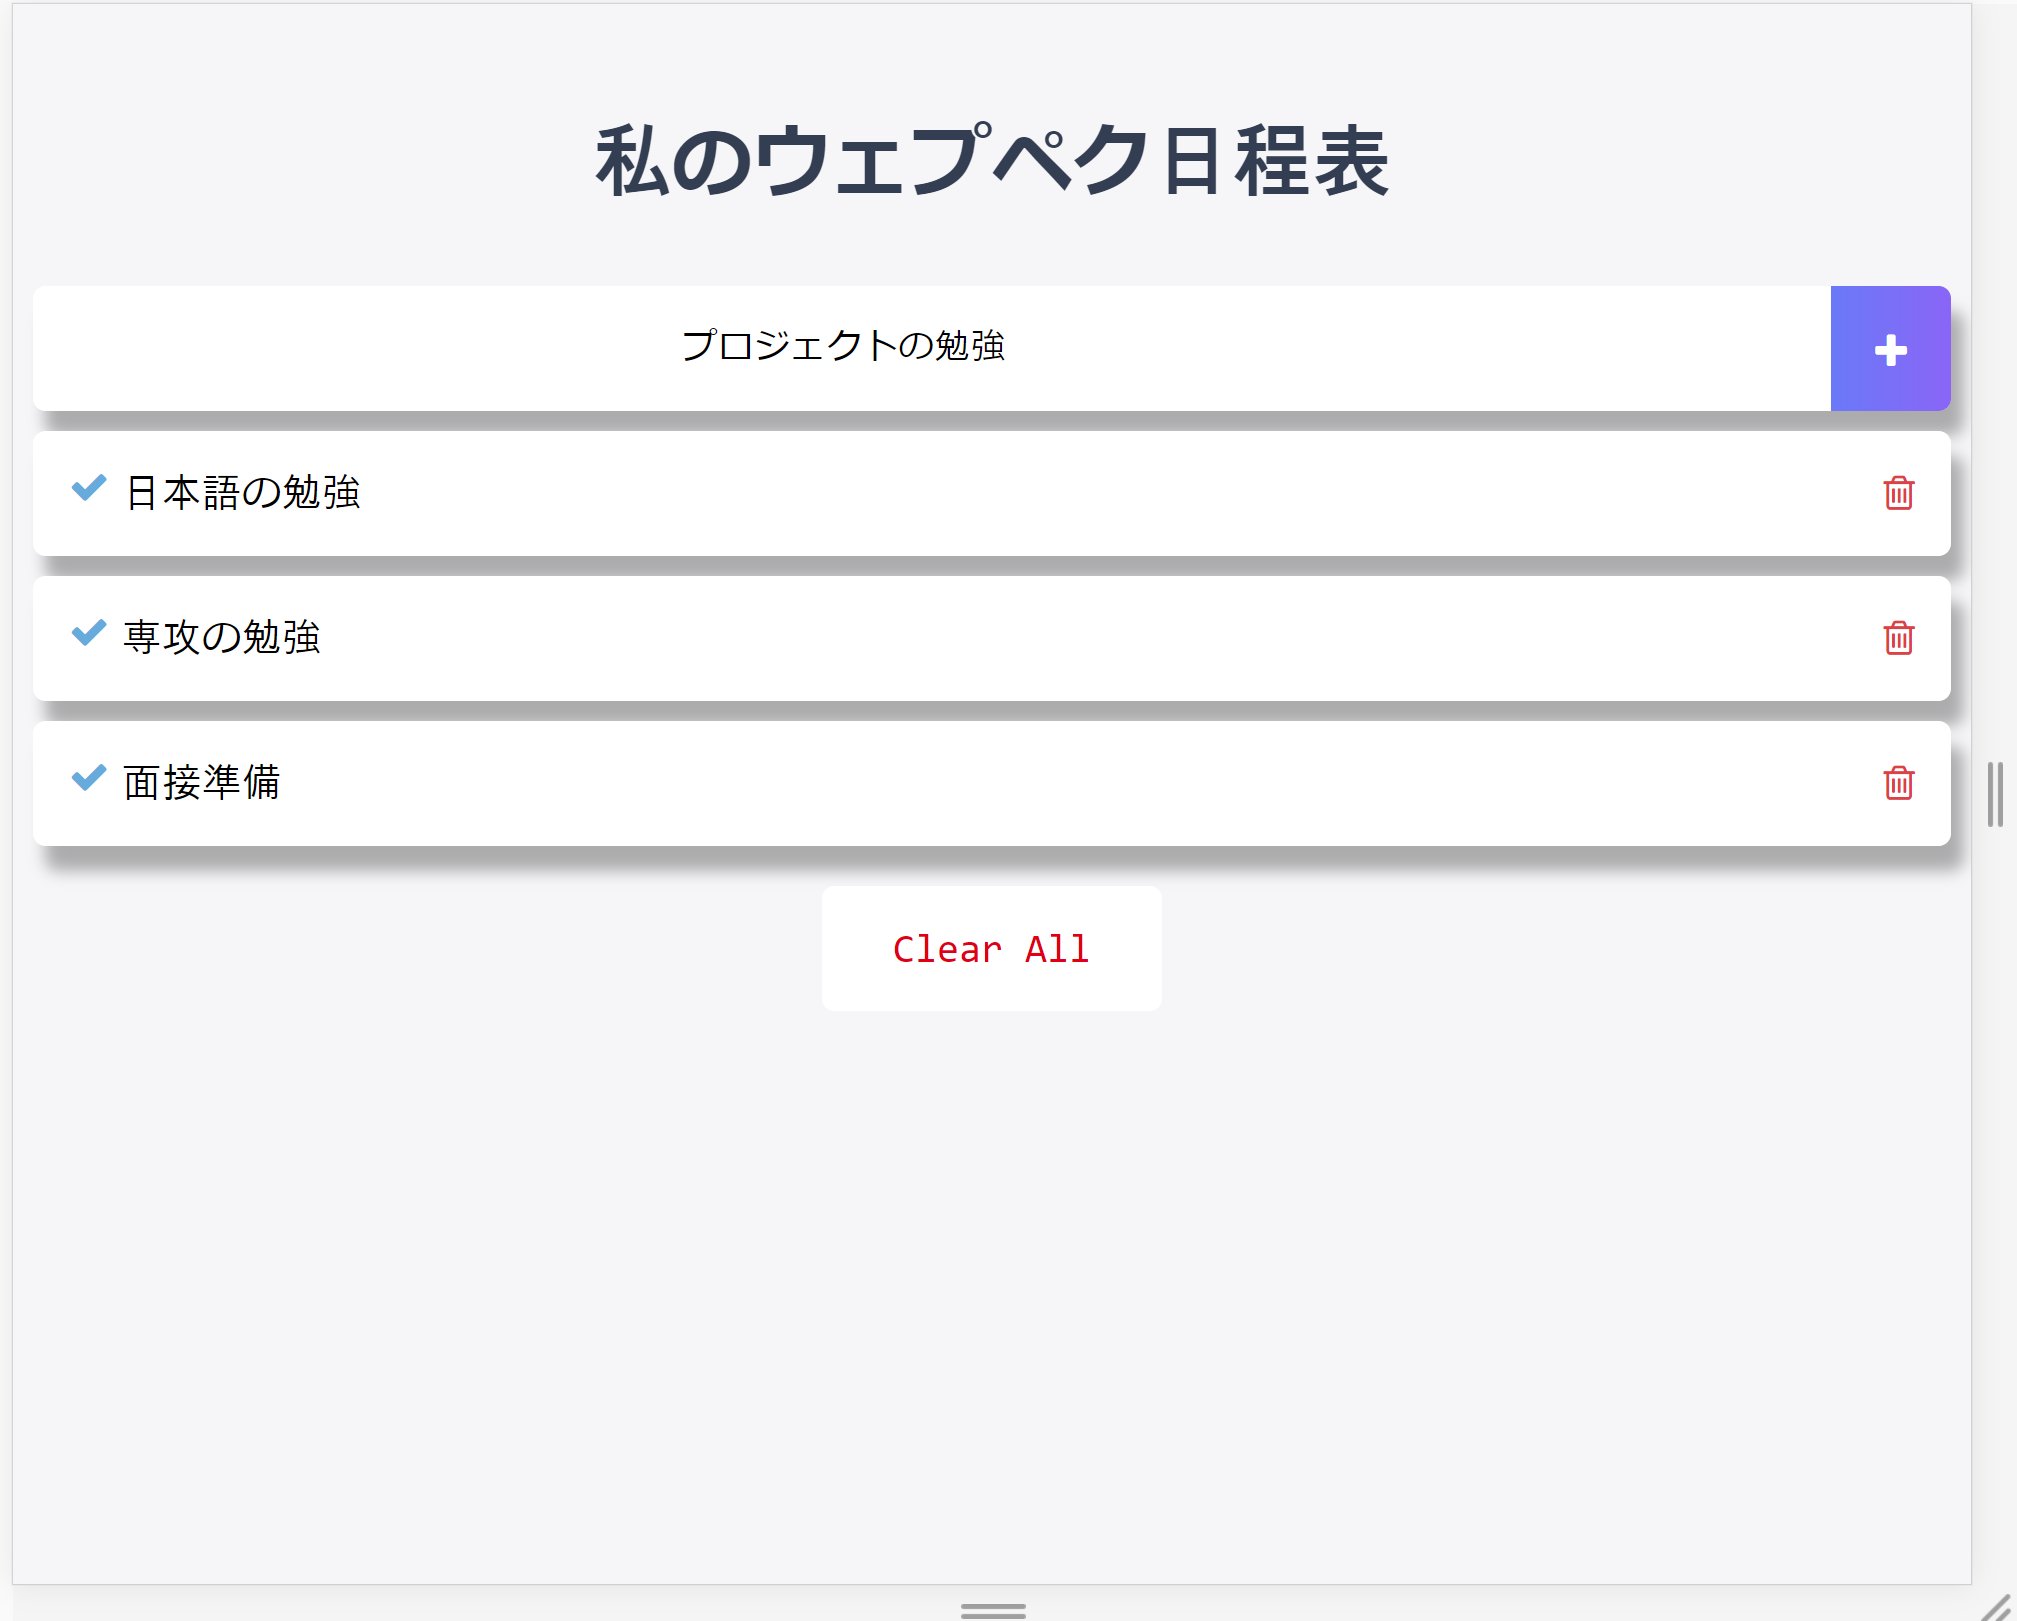 私のウェプペク日程表
プロジェクトの勉強
日本語の勉強
専攻の勉強
面接準備
Clear All